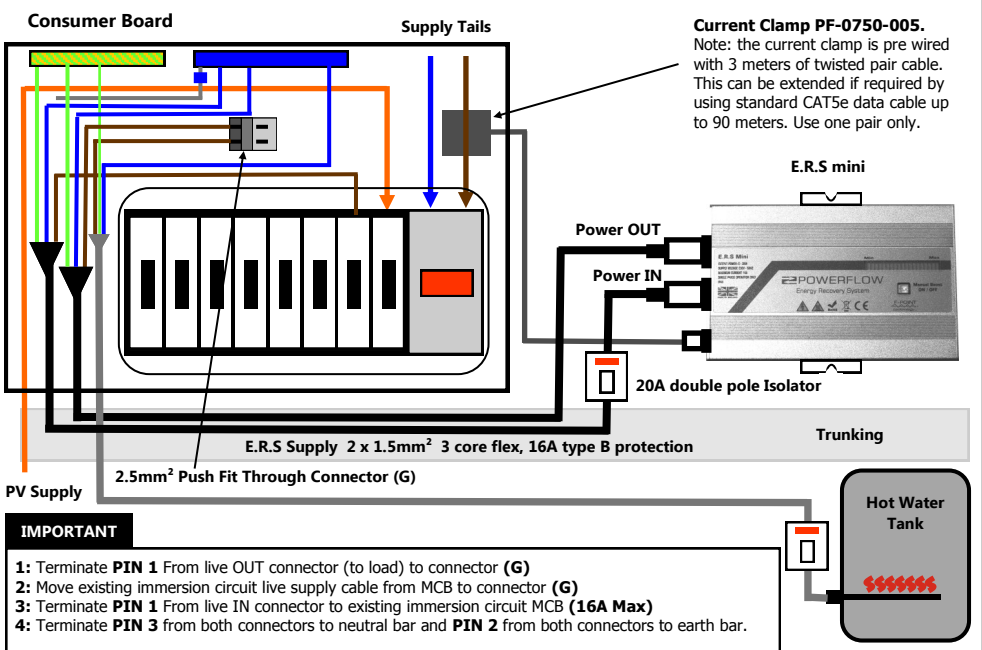 Consumer Board
Supply Tails
Current Clamp PF-0750-005.
Note: the current clamp is pre wired
with 3 meters of twisted pair cable.
This can be extended if required by
using standard CAT5e data cable up
to 90 meters. Use one pair only.
E.R.S mini
Power OUT
Power IN
E.R.S Mini
POWERFLOW
Energy Recovery System
20A double pole Isolator
Trunking
E.R.S Supply 2 x 1.5mm² 3 core flex, 16A type B protection
2.5mm² Push Fit Through Connector (G)
PV Supply
Hot Water
Tank
IMPORTANT
1: Terminate PIN 1 From live OUT connector (to load) to connector (G)
2: Move existing immersion circuit live supply cable from MCB to connector (G)
3: Terminate PIN 1 From live IN connector to existing immersion circuit MCB (16A Max)
4: Terminate PIN 3 from both connectors to neutral bar and PIN 2 from both connectors to earth bar.